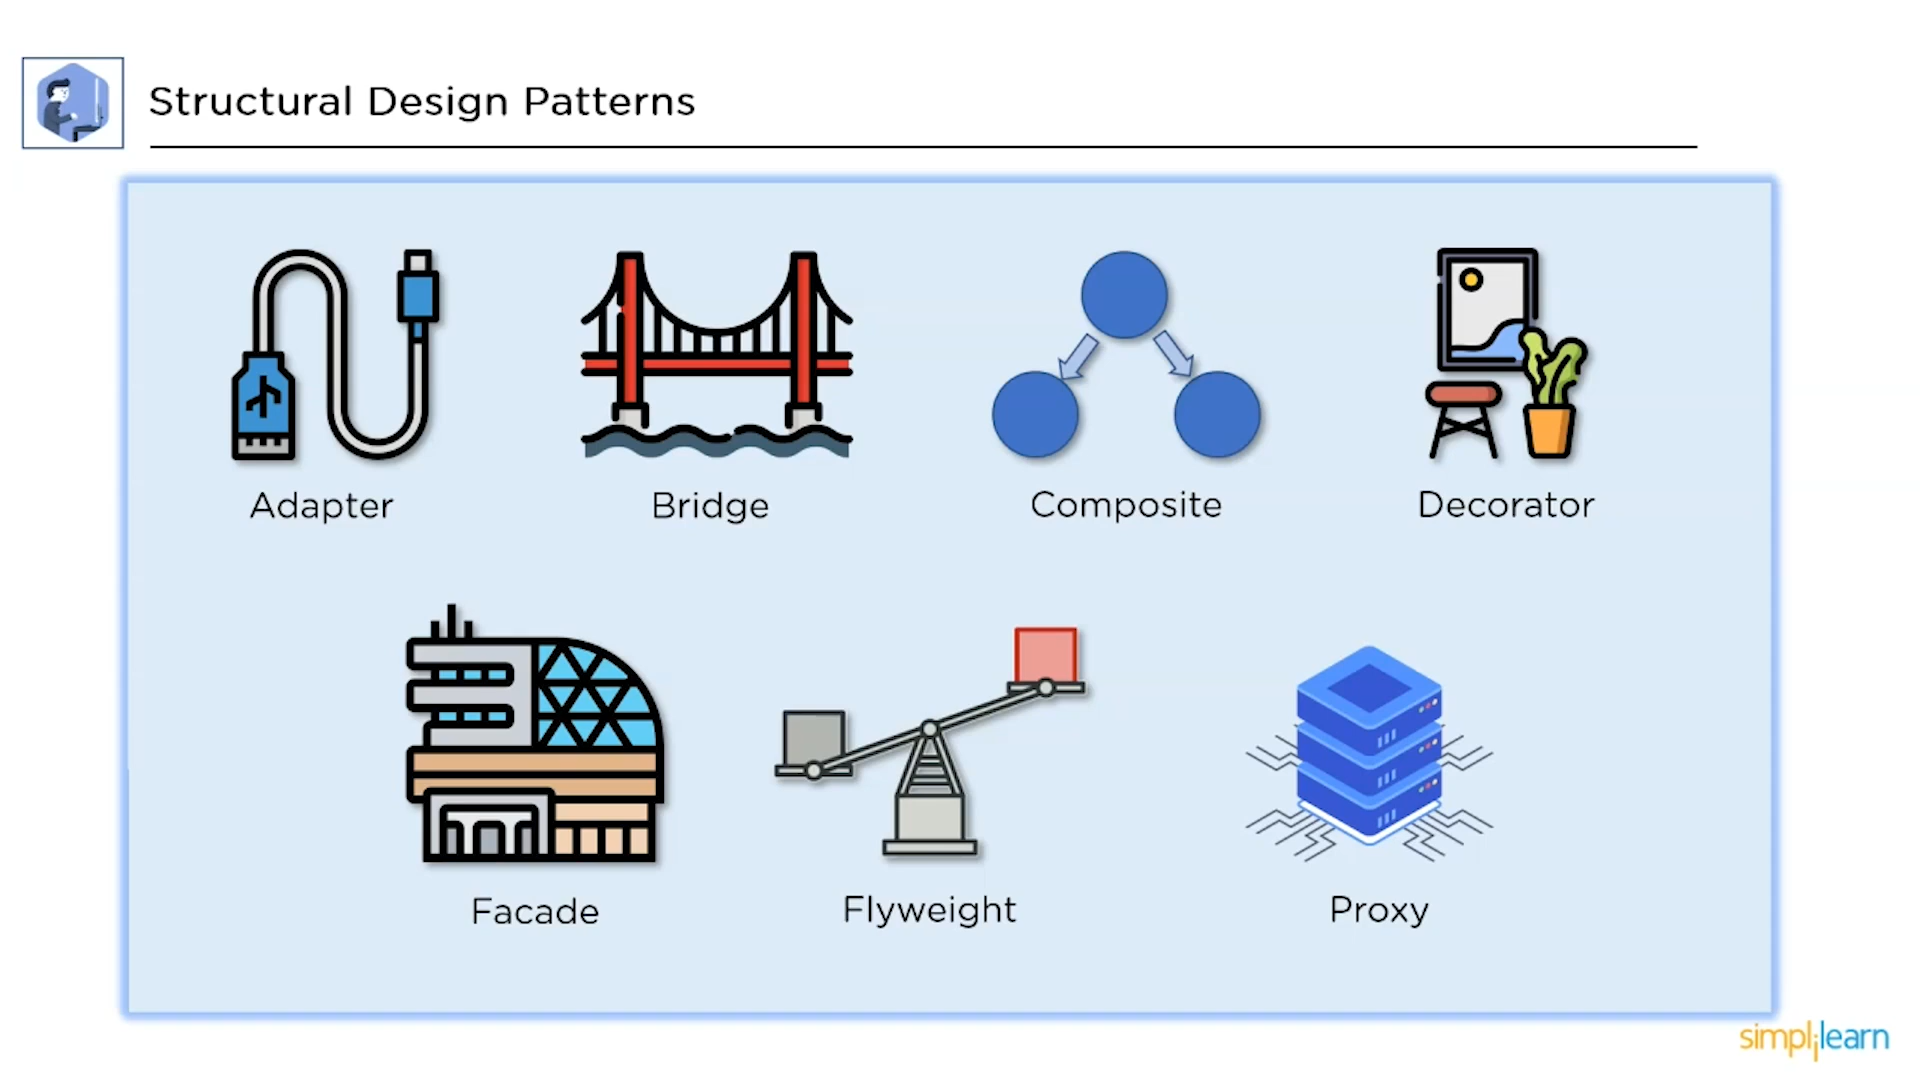 Structural Design Patterns
Adapter
Bridge
Composite
Decorator
Facade
Flyweight
Proxy
simplilearn